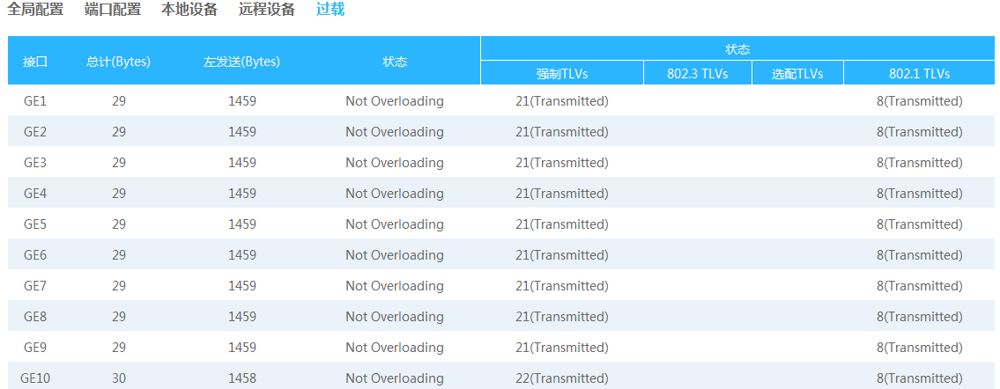 全局配置 端口配置 本地设备 远程设备 过载
接口 总计(Bytes) 左发送(Bytes) 状态 状态
强制TLVs 802.3 TLVs 选配TLVs 802.1 TLVs
GE1 29 1459 Not Overloading 21(Transmitted) 8(Transmitted)
GE2 29 1459 Not Overloading 21(Transmitted) 8(Transmitted)
GE3 29 1459 Not Overloading 21(Transmitted) 8(Transmitted)
GE4 29 1459 Not Overloading 21(Transmitted) 8(Transmitted)
GE5 29 1459 Not Overloading 21(Transmitted) 8(Transmitted)
GE6 29 1459 Not Overloading 21(Transmitted) 8(Transmitted)
GE7 29 1459 Not Overloading 21(Transmitted) 8(Transmitted)
GE8 29 1459 Not Overloading 21(Transmitted) 8(Transmitted)
GE9 29 1459 Not Overloading 21(Transmitted) 8(Transmitted)
GE10 30 1458 Not Overloading 22(Transmitted) 8(Transmitted)